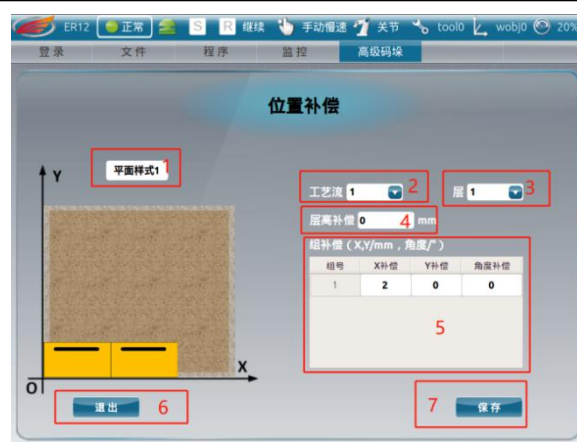 ER12 正常 S R 继续 手动慢速 关节 tool0 wobj0 20%
登录 文件 程序 监控 高级码垛
位置补偿
平面样式1 1
Y
工艺流 1 2 层 1 3
层高补偿 0 4 mm
组补偿（X,Y/mm，角度/°）
组号 X补偿 Y补偿 角度补偿
1 2 0 0
5
X
O
退出 6
7 保存